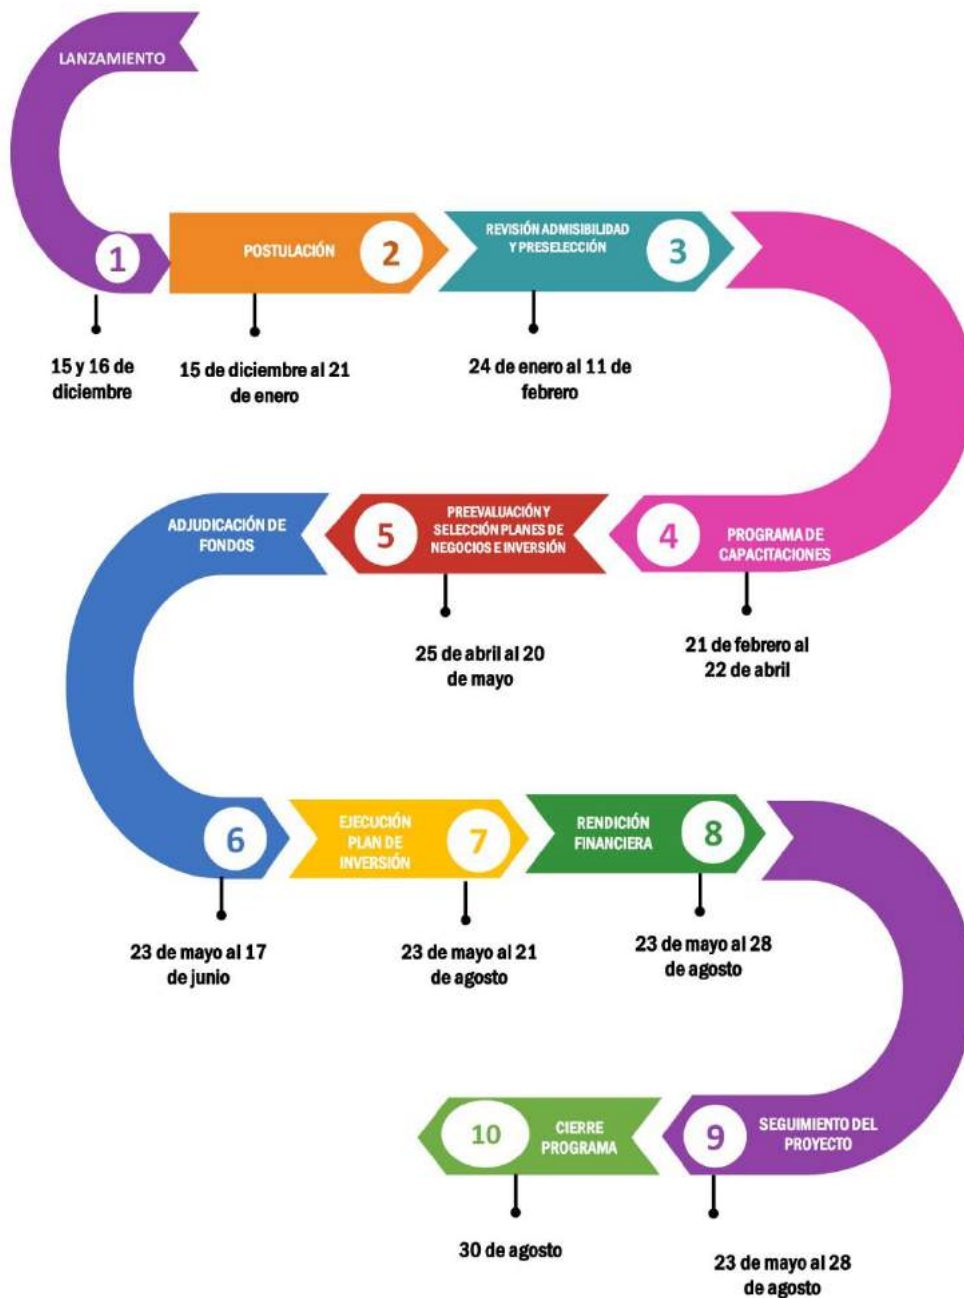 LANZAMIENTO
1
15 y 16 de
diciembre
POSTULACIÓN
2
15 de diciembre al 21
de enero
REVISIÓN ADMISIBILIDAD
Y PRESELECCIÓN
3
24 de enero al 11 de
febrero
4
PROGRAMA DE
CAPACITACIONES
21 de febrero al
22 de abril
5
PREEVALUACIÓN Y
SELECCIÓN PLANES DE
NEGOCIOS E INVERSIÓN
25 de abril al 20
de mayo
ADJUDICACIÓN DE
FONDOS
6
23 de mayo al 17
de junio
EJECUCIÓN
PLAN DE
INVERSIÓN
7
23 de mayo al 21
de agosto
RENDICIÓN
FINANCIERA
8
23 de mayo al 28
de agosto
9
SEGUIMIENTO DEL
PROYECTO
23 de mayo al 28
de agosto
10
CIERRE
PROGRAMA
30 de agosto